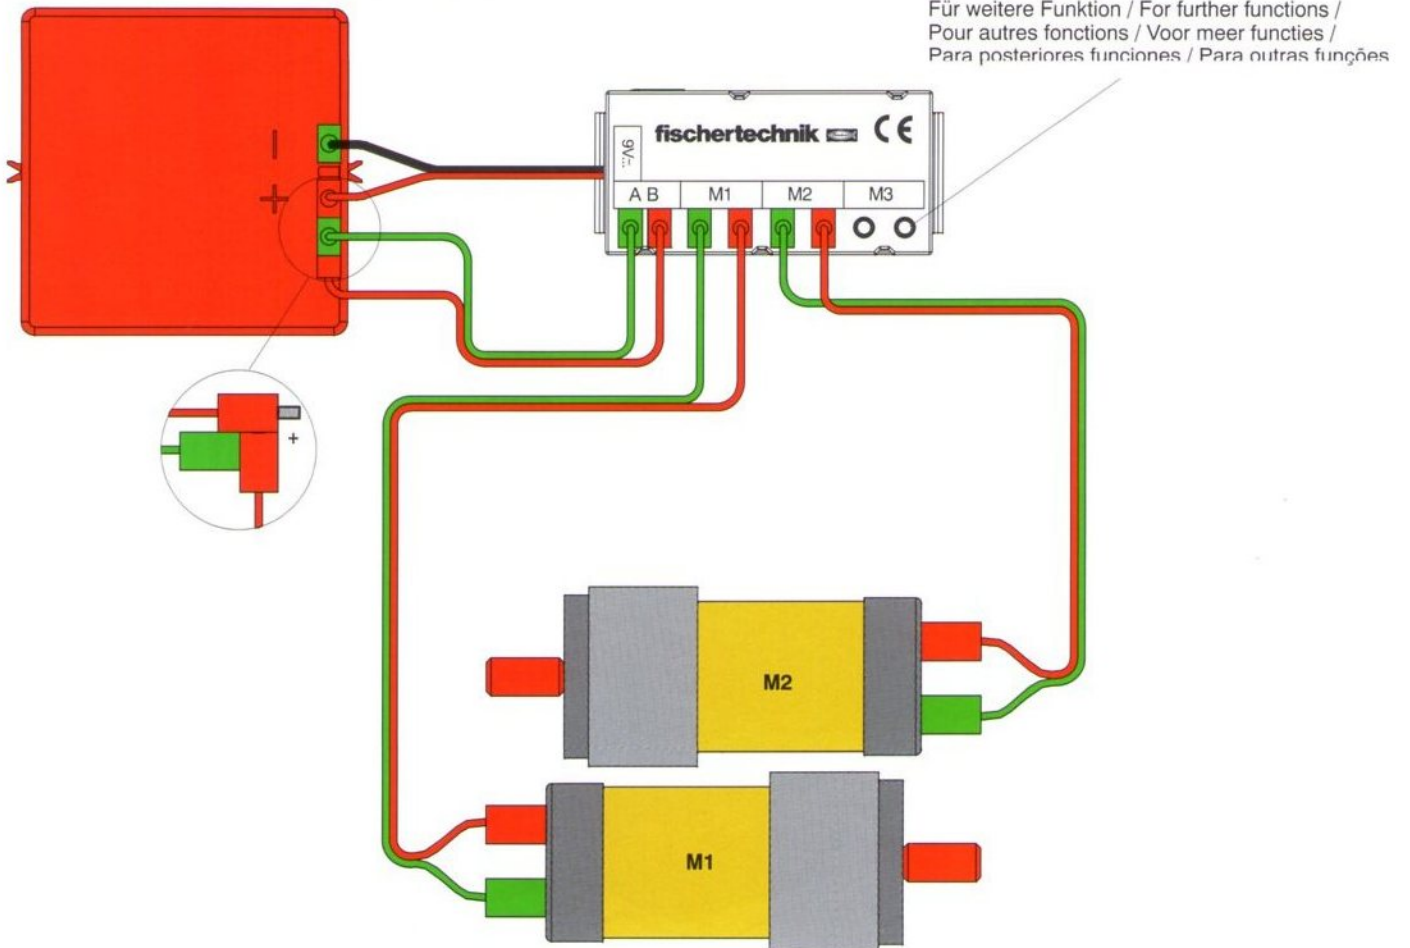 Für weitere Funktion / For further functions /
Pour autres fonctions / Voor meer functies /
Para posteriores funciones / Para outras funções
− 
fischertechnik CE
9V=...
+
A B M1 M2 M3
+
M2
M1